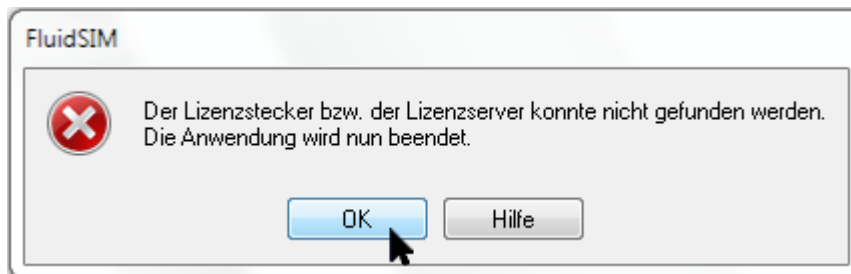 FluidSIM
Der Lizenzstecker bzw. der Lizenzserver konnte nicht gefunden werden.
Die Anwendung wird nun beendet.
OK
Hilfe